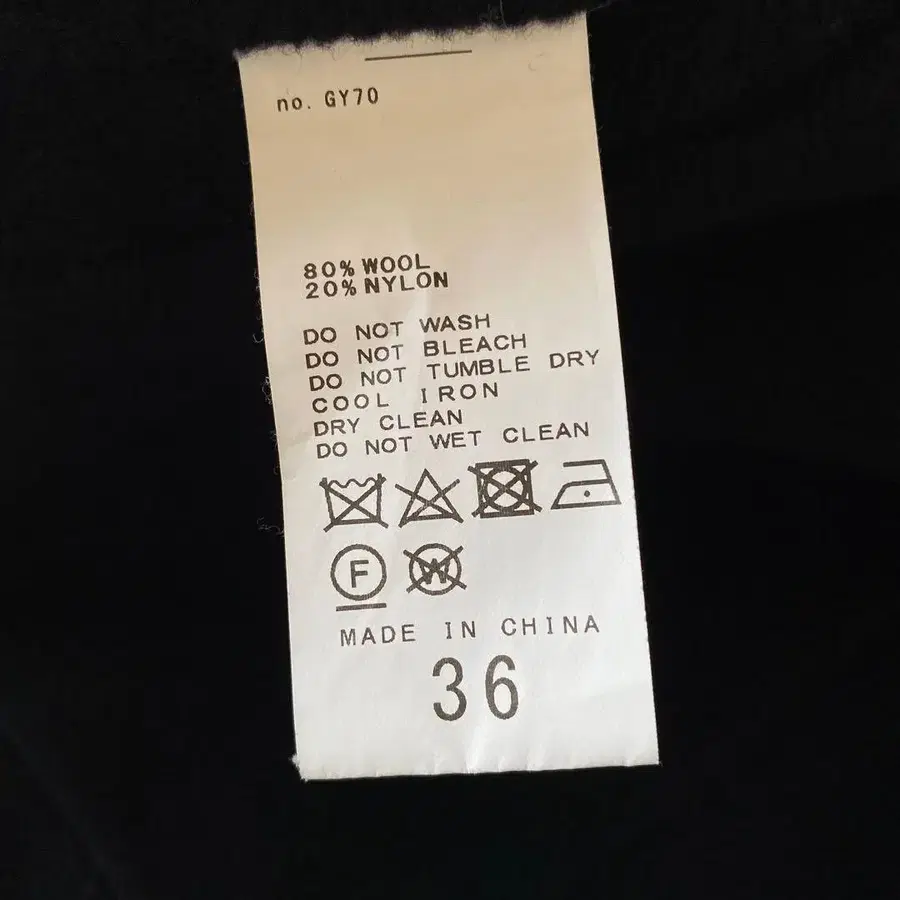 no. GY70
80% WOOL
20% NYLON
DO NOT WASH
DO NOT BLEACH
DO NOT TUMBLE DRY
COOL IRON
DRY CLEAN
DO NOT WET CLEAN
F W
MADE IN CHINA
36